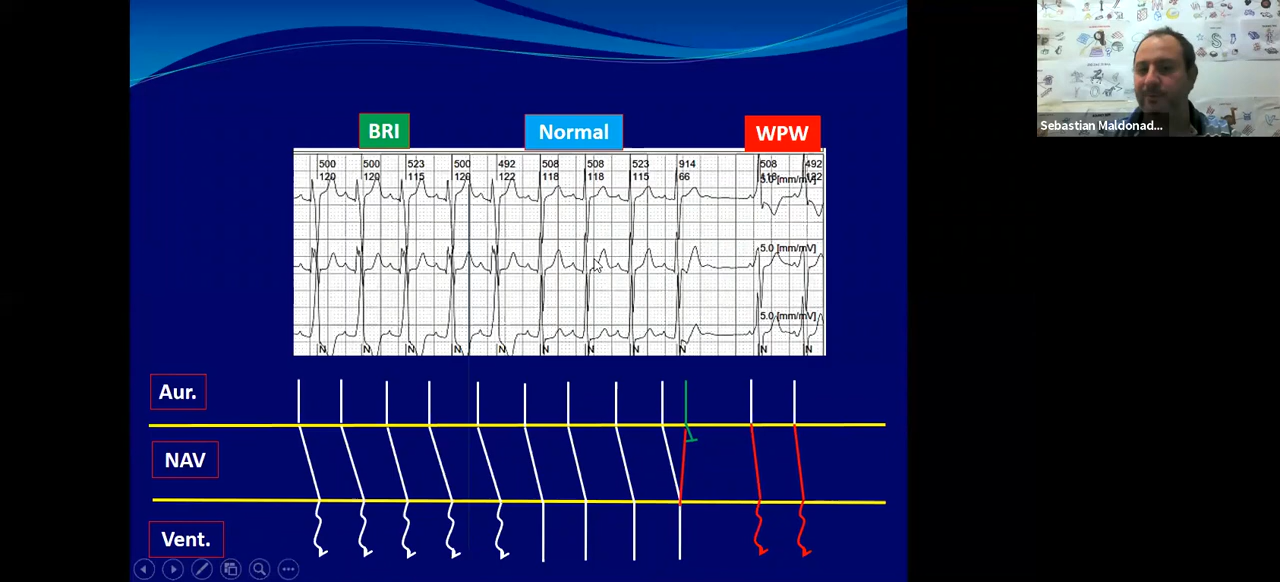 BRI
Normal
WPW
500 500 523 500 492 508 508 523 914 508 492
120 120 115 120 122 118 118 115 66 118 122
5.0 [mm/mV]
5.0 [mm/mV]
5.0 [mm/mV]
N N N N N N N N N N N
Aur.
NAV
Vent.
Sebastian Maldonad...